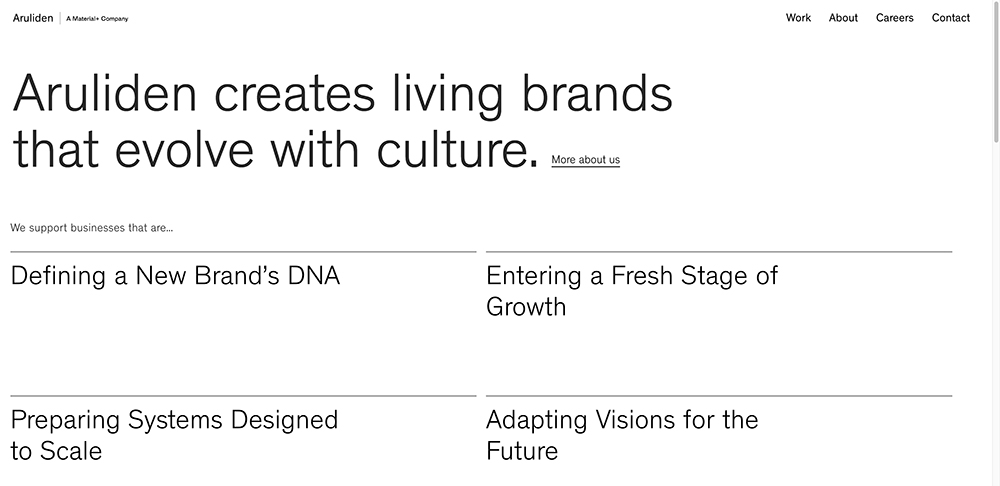 Aruliden | A Material+ Company
Work About Careers Contact
Aruliden creates living brands
that evolve with culture. More about us
We support businesses that are...
Defining a New Brand’s DNA
Entering a Fresh Stage of
Growth
Preparing Systems Designed
to Scale
Adapting Visions for the
Future